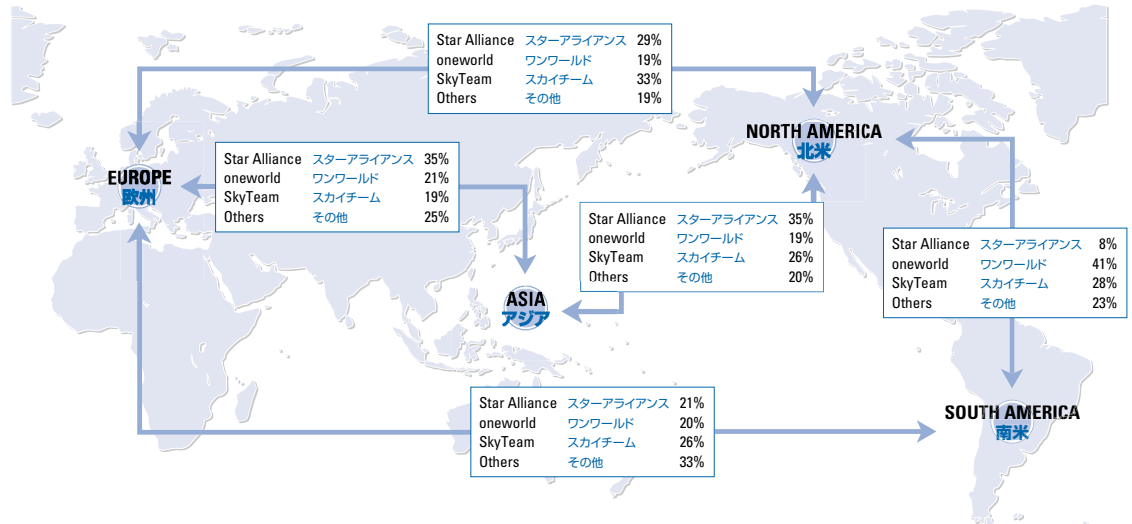 Star Alliance スターアライアンス 29%
oneworld ワンワールド 19%
SkyTeam スカイチーム 33%
Others その他 19%
NORTH AMERICA
北米
Star Alliance スターアライアンス 35%
oneworld ワンワールド 21%
SkyTeam スカイチーム 19%
Others その他 25%
EUROPE
欧州
Star Alliance スターアライアンス 35%
oneworld ワンワールド 19%
SkyTeam スカイチーム 26%
Others その他 20%
Star Alliance スターアライアンス 8%
oneworld ワンワールド 41%
SkyTeam スカイチーム 28%
Others その他 23%
ASIA
アジア
Star Alliance スターアライアンス 21%
oneworld ワンワールド 20%
SkyTeam スカイチーム 26%
Others その他 33%
SOUTH AMERICA
南米